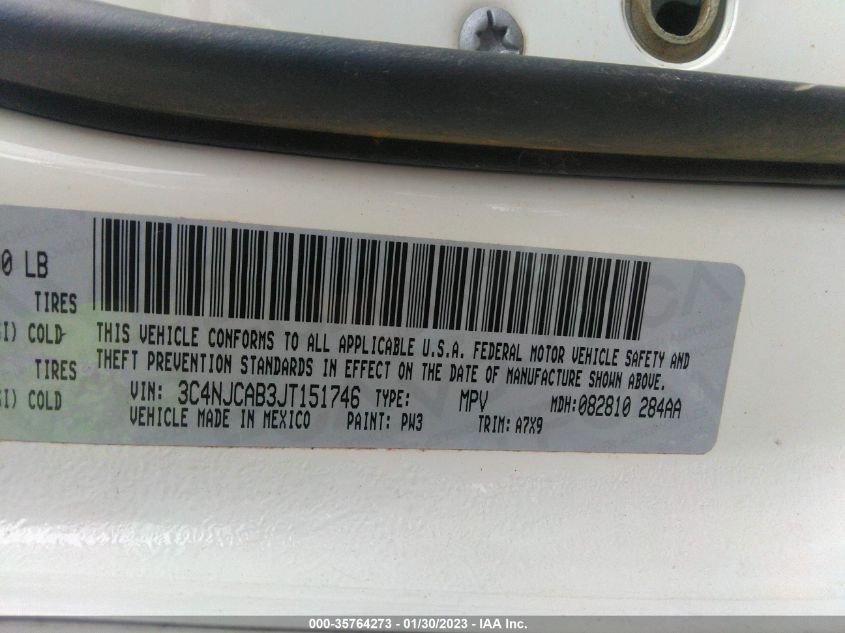 0 LB
TIRES
SI) COLD
TIRES
SI) COLD
THIS VEHICLE CONFORMS TO ALL APPLICABLE U.S.A. FEDERAL MOTOR VEHICLE SAFETY AND
THEFT PREVENTION STANDARDS IN EFFECT ON THE DATE OF MANUFACTURE SHOWN ABOVE.
VIN: 3C4NJCAB3JT151746 TYPE: MPV MDH:082810 284AA
VEHICLE MADE IN MEXICO PAINT: PW3 TRIM: A7X9
000-35764273 - 01/30/2023 - IAA Inc.